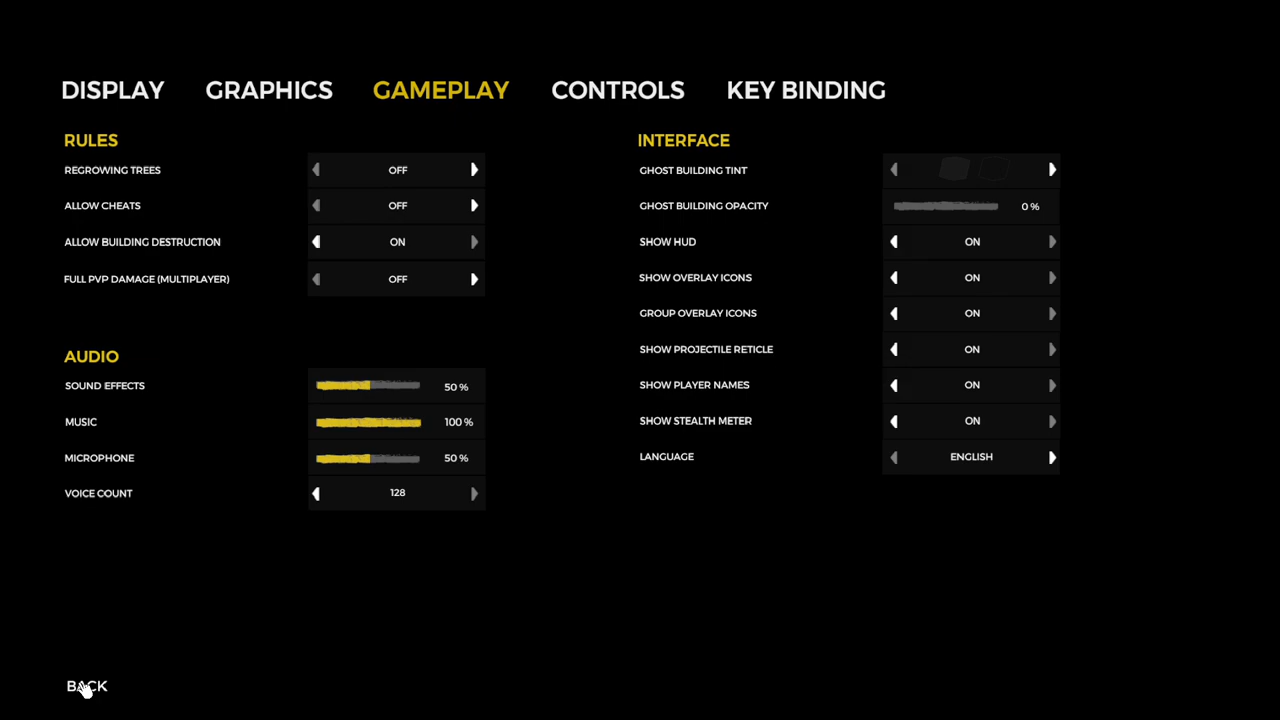 DISPLAY GRAPHICS GAMEPLAY CONTROLS KEY BINDING
RULES
REGROWING TREES OFF
ALLOW CHEATS OFF
ALLOW BUILDING DESTRUCTION ON
FULL PVP DAMAGE (MULTIPLAYER) OFF
AUDIO
SOUND EFFECTS 50 %
MUSIC 100 %
MICROPHONE 50 %
VOICE COUNT 128
INTERFACE
GHOST BUILDING TINT
GHOST BUILDING OPACITY 0 %
SHOW HUD ON
SHOW OVERLAY ICONS ON
GROUP OVERLAY ICONS ON
SHOW PROJECTILE RETICLE ON
SHOW PLAYER NAMES ON
SHOW STEALTH METER ON
LANGUAGE ENGLISH
BACK